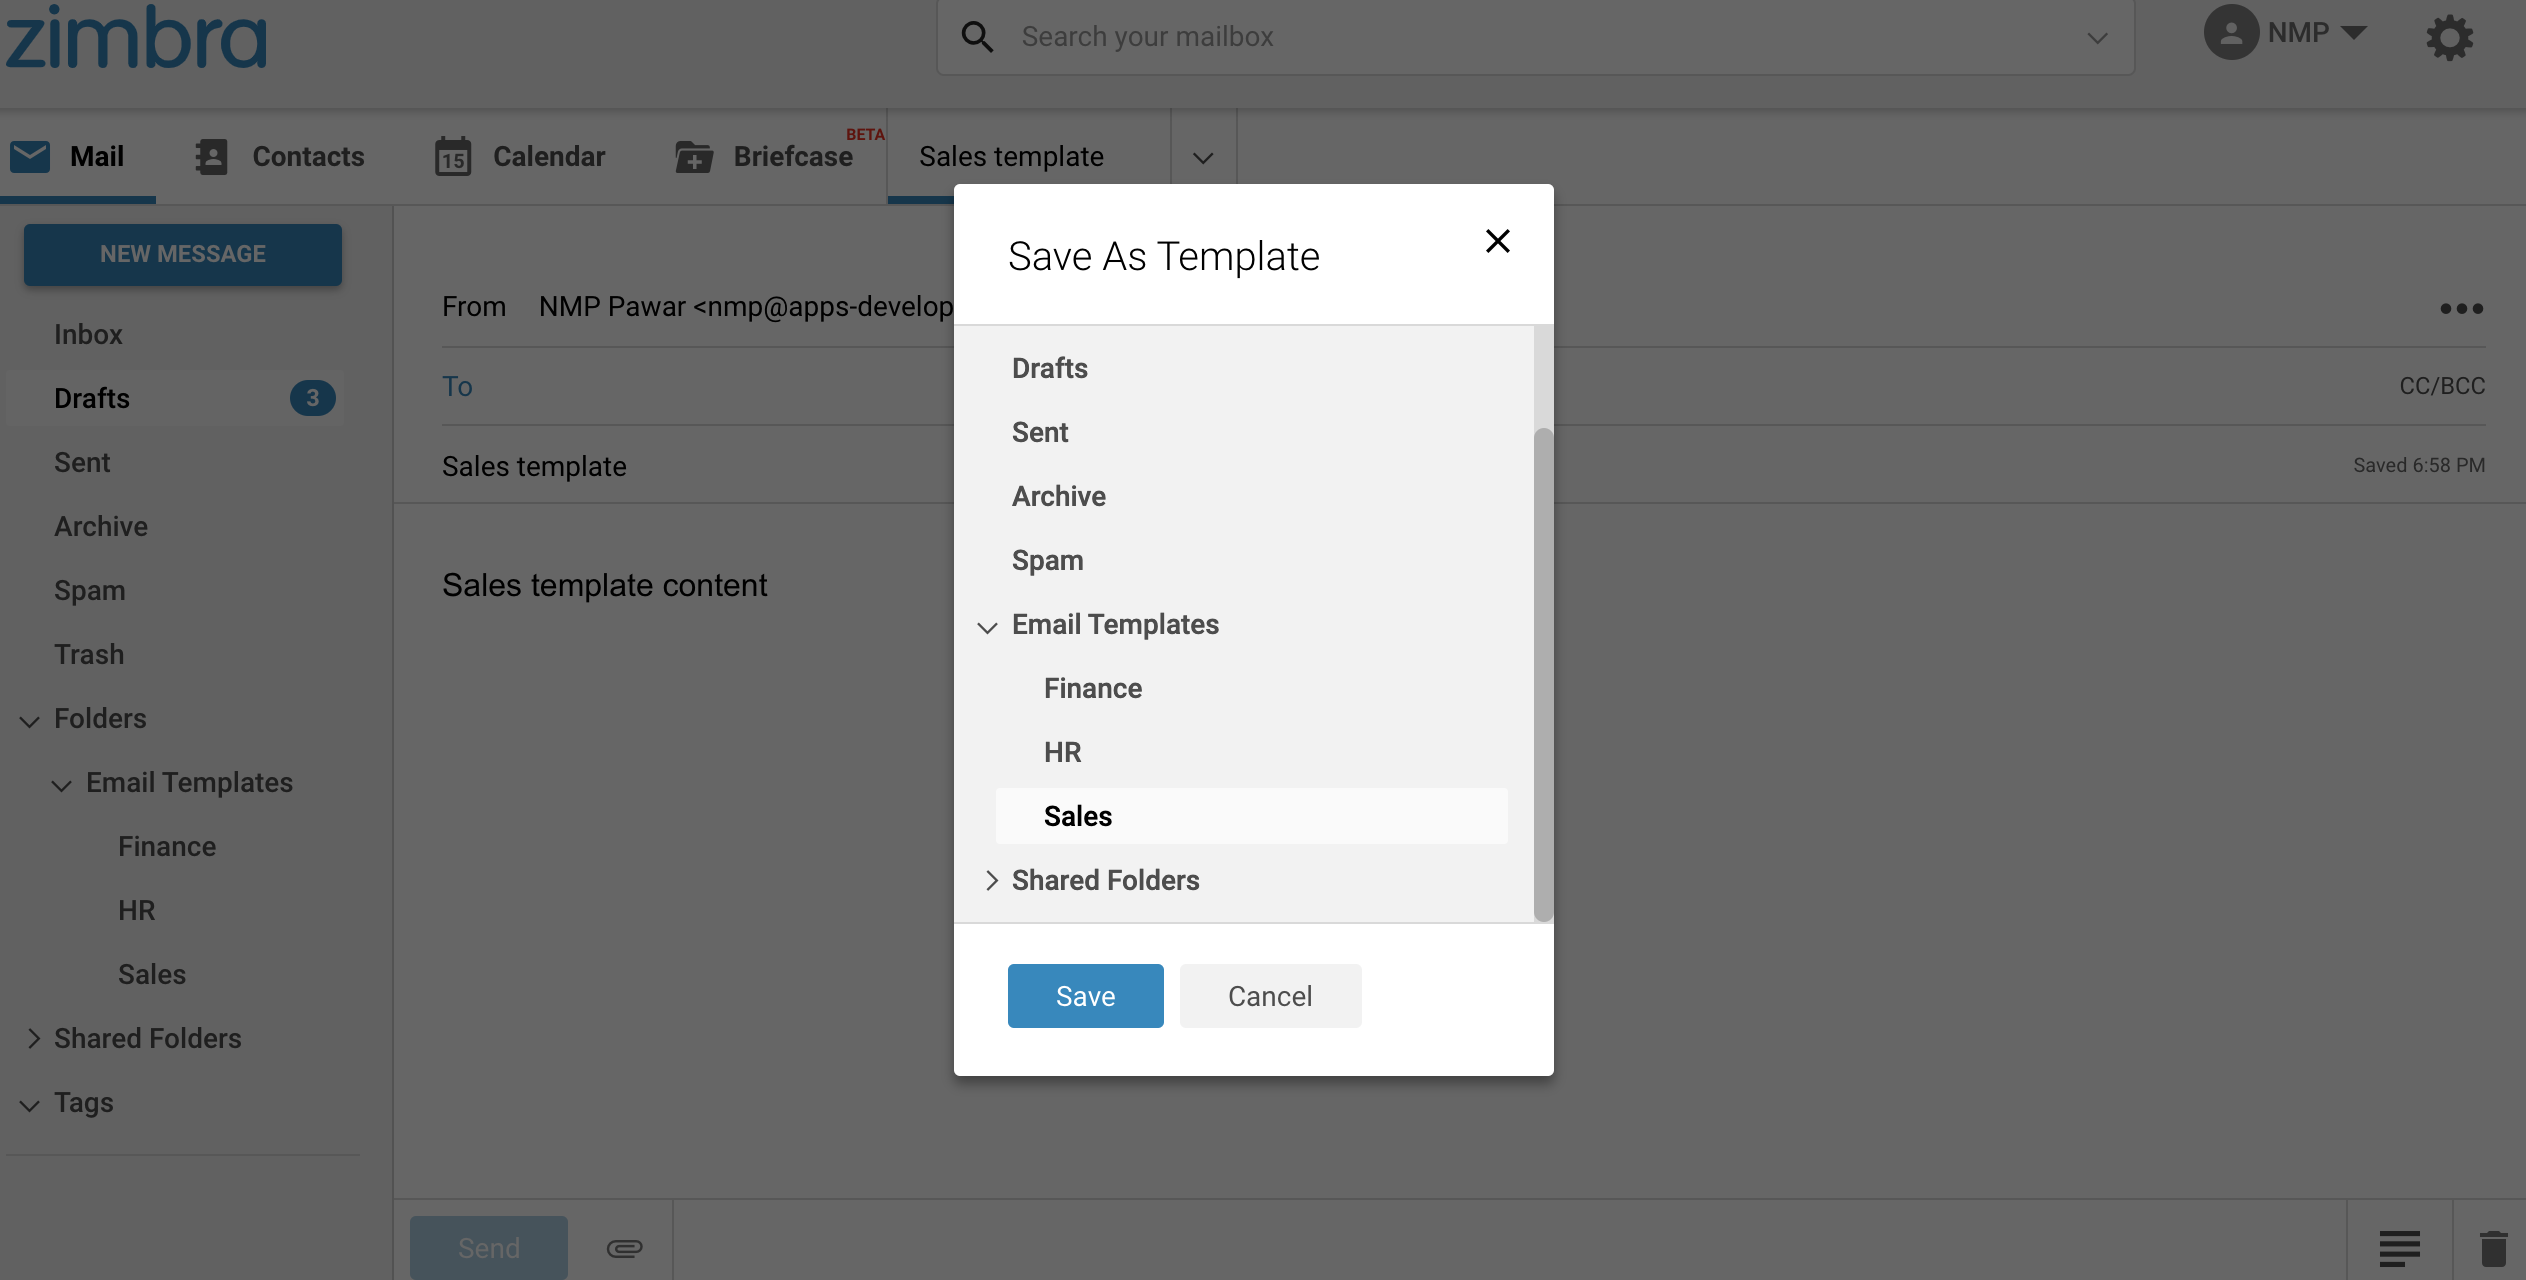 zimbra
Search your mailbox
NMP
Mail
Contacts
15
Calendar
Briefcase
BETA
Sales template
NEW MESSAGE
Inbox
Drafts 3
Sent
Archive
Spam
Trash
Folders
Email Templates
Finance
HR
Sales
Shared Folders
Tags
From NMP Pawar <nmp@apps-develop
To
CC/BCC
Sales template
Saved 6:58 PM
Sales template content
Send
Save As Template
Drafts
Sent
Archive
Spam
Email Templates
Finance
HR
Sales
Shared Folders
Save
Cancel